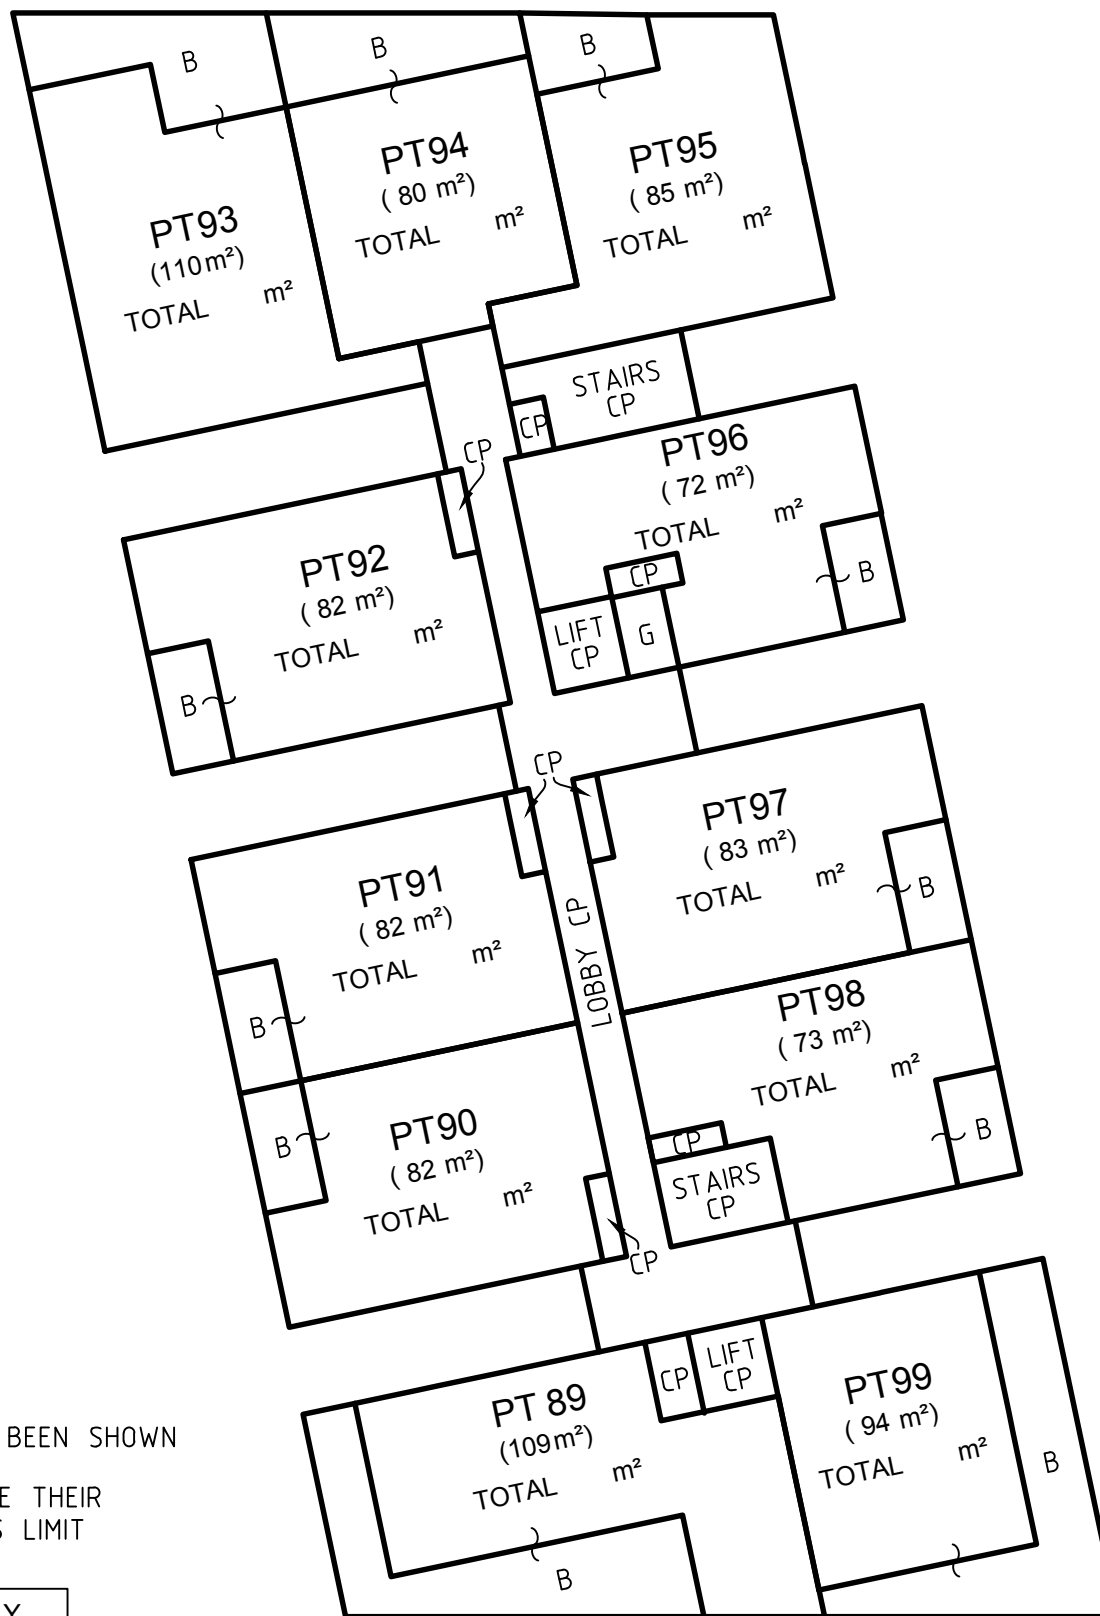 B
B
B
PT93
(110m²)
TOTAL m²
PT94
( 80 m²)
TOTAL m²
PT95
( 85 m²)
TOTAL m²
STAIRS
CP
CP
CP
PT96
( 72 m²)
TOTAL m²
CP
LIFT
CP
G
B
PT92
( 82 m²)
TOTAL m²
B
CP
PT97
( 83 m²)
TOTAL m²
B
PT91
( 82 m²)
TOTAL m²
B
LOBBY CP
PT98
( 73 m²)
TOTAL m²
B
CP
STAIRS
CP
PT90
( 82 m²)
TOTAL m²
B
CP
CP
LIFT
CP
PT 89
(109m²)
TOTAL m²
B
PT99
( 94 m²)
TOTAL m²
B
BEEN SHOWN
E THEIR
S LIMIT
Y